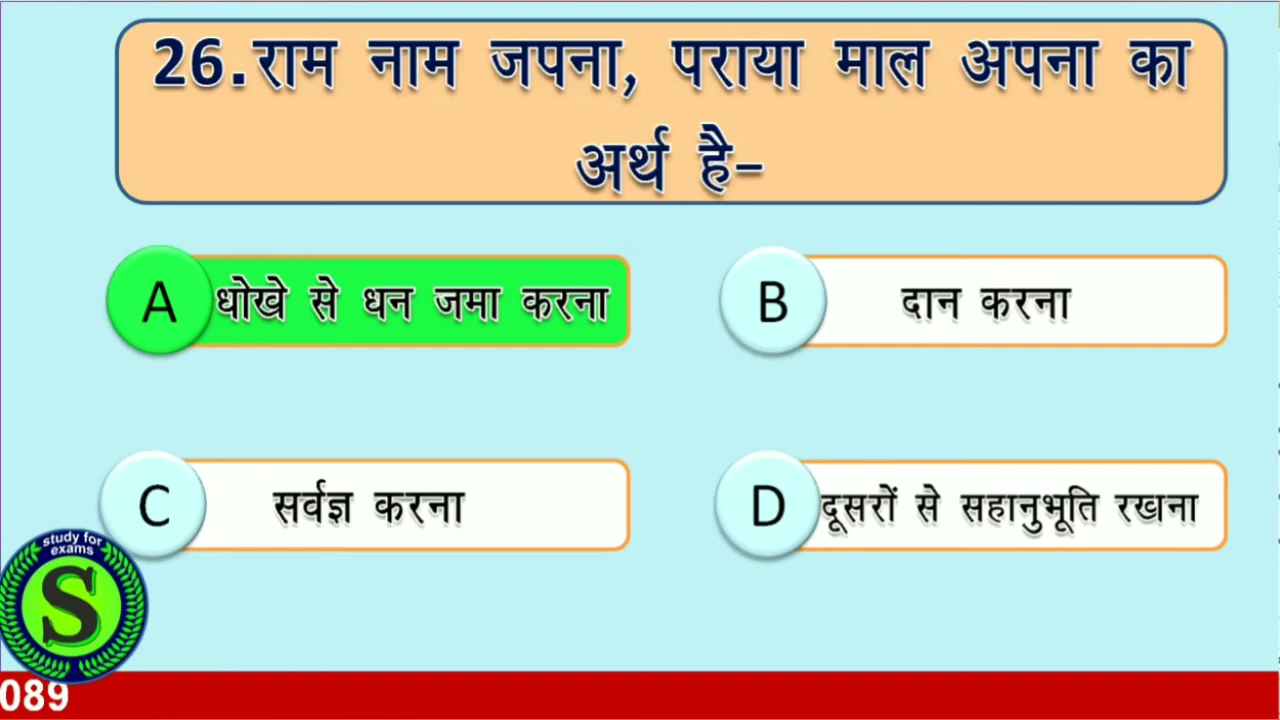 26.राम नाम जपना, पराया माल अपना का
अर्थ है-
A धोखे से धन जमा करना
B दान करना
C सर्वज्ञ करना
D दूसरों से सहानुभूति रखना
study for
exams
S
089